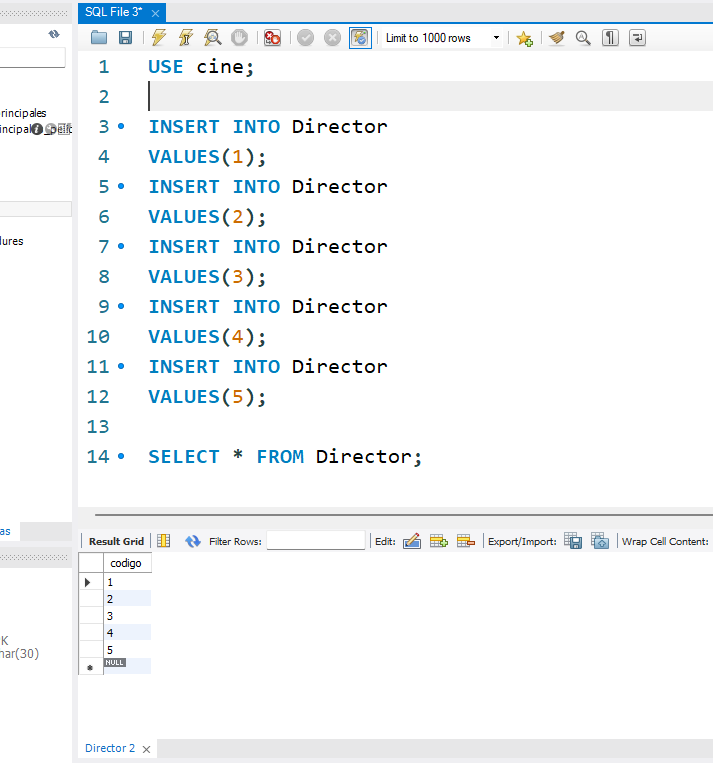 SQL File 3*
Limit to 1000 rows
rincipales
incipal
dures
as
K
har(30)
1 USE cine;
2
3 INSERT INTO Director
4 VALUES(1);
5 INSERT INTO Director
6 VALUES(2);
7 INSERT INTO Director
8 VALUES(3);
9 INSERT INTO Director
10 VALUES(4);
11 INSERT INTO Director
12 VALUES(5);
13
14 SELECT * FROM Director;
Result Grid Filter Rows: Edit: Export/Import: Wrap Cell Content:
codigo
1
2
3
4
5
NULL
Director 2